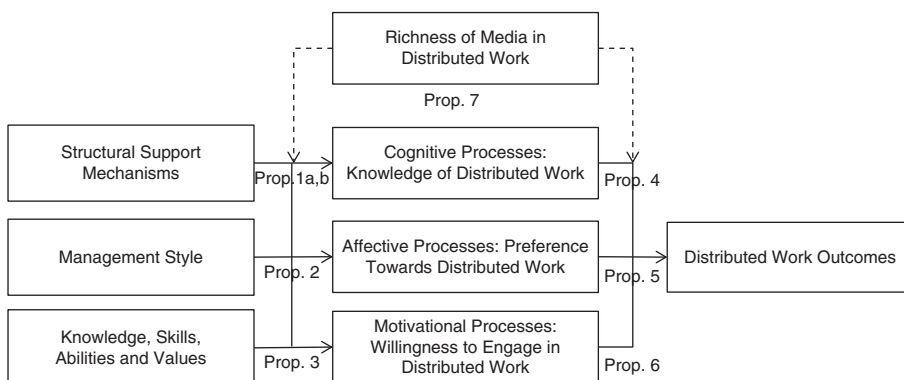 Richness of Media in
Distributed Work
Prop. 7
Structural Support
Mechanisms
Prop.1a,b
Cognitive Processes:
Knowledge of Distributed Work
Prop. 4
Management Style
Prop. 2
Affective Processes: Preference
Towards Distributed Work
Prop. 5
Distributed Work Outcomes
Knowledge, Skills,
Abilities and Values
Prop. 3
Motivational Processes:
Willingness to Engage in
Distributed Work
Prop. 6